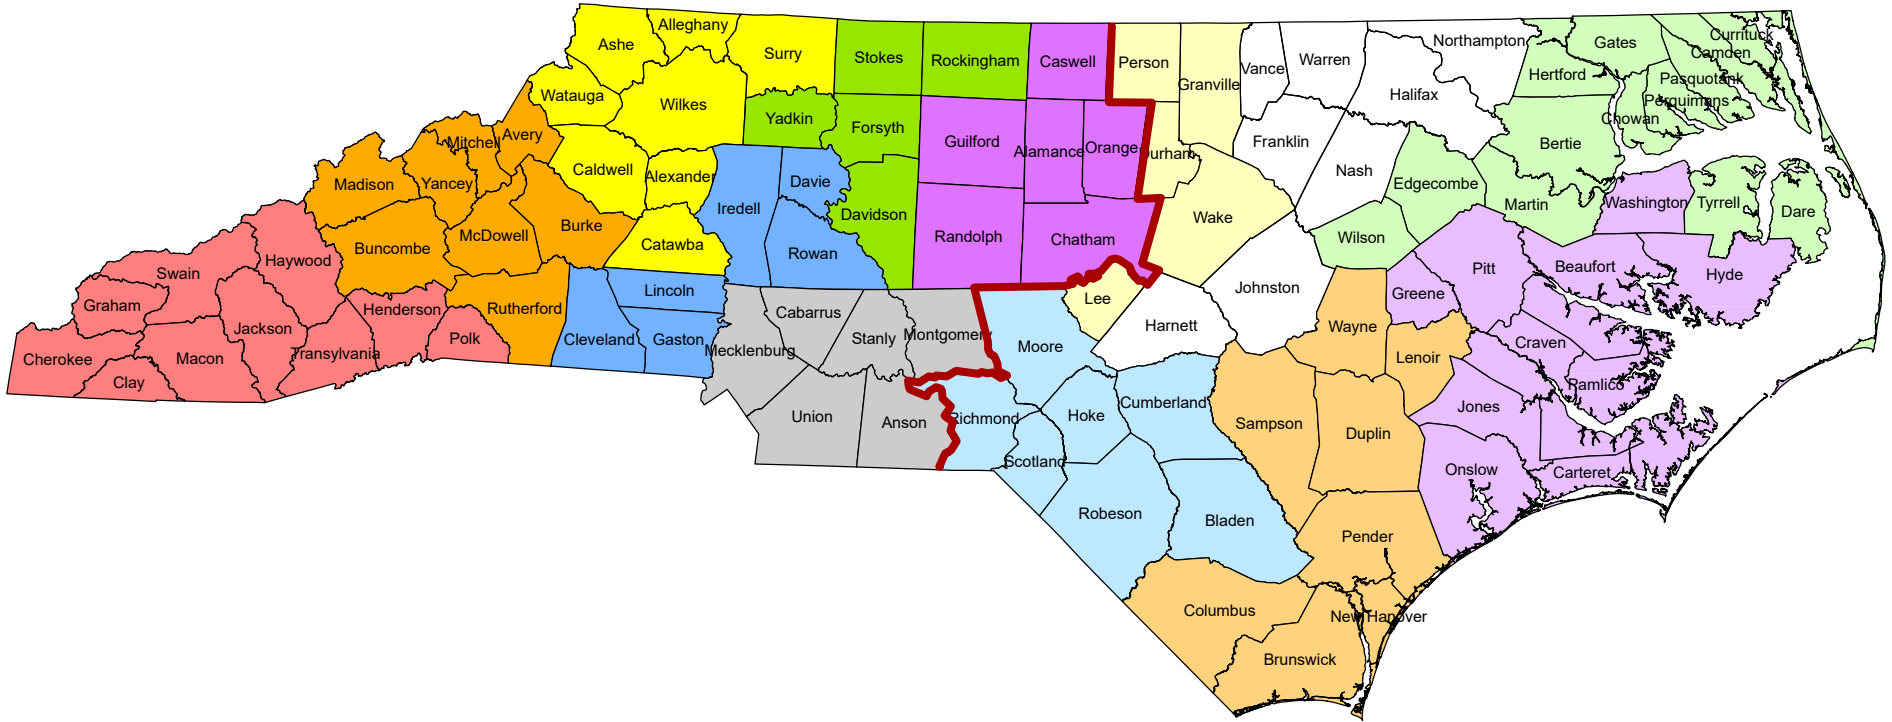 Alleghany
Ashe
Surry
Stokes
Rockingham
Caswell
Person
Granville
Vance
Warren
Northampton
Gates
Currituck
Camden
Hertford
Pasquotank
Perquimans
Chowan
Watauga
Wilkes
Yadkin
Forsyth
Guilford
Alamance
Orange
Durham
Franklin
Halifax
Nash
Bertie
Mitchell
Avery
Madison
Yancey
Caldwell
Alexander
Iredell
Davie
Davidson
Randolph
Chatham
Wake
Edgecombe
Martin
Washington
Tyrrell
Dare
Buncombe
McDowell
Burke
Catawba
Rowan
Wilson
Pitt
Beaufort
Hyde
Haywood
Swain
Graham
Henderson
Rutherford
Lincoln
Cleveland
Gaston
Cabarrus
Stanly
Montgomery
Mecklenburg
Lee
Moore
Harnett
Johnston
Wayne
Greene
Lenoir
Craven
Ramlico
Jones
Cherokee
Clay
Macon
Jackson
Transylvania
Polk
Union
Anson
Richmond
Hoke
Cumberland
Sampson
Duplin
Onslow
Carteret
Scotland
Robeson
Bladen
Pender
Columbus
New Hanover
Brunswick